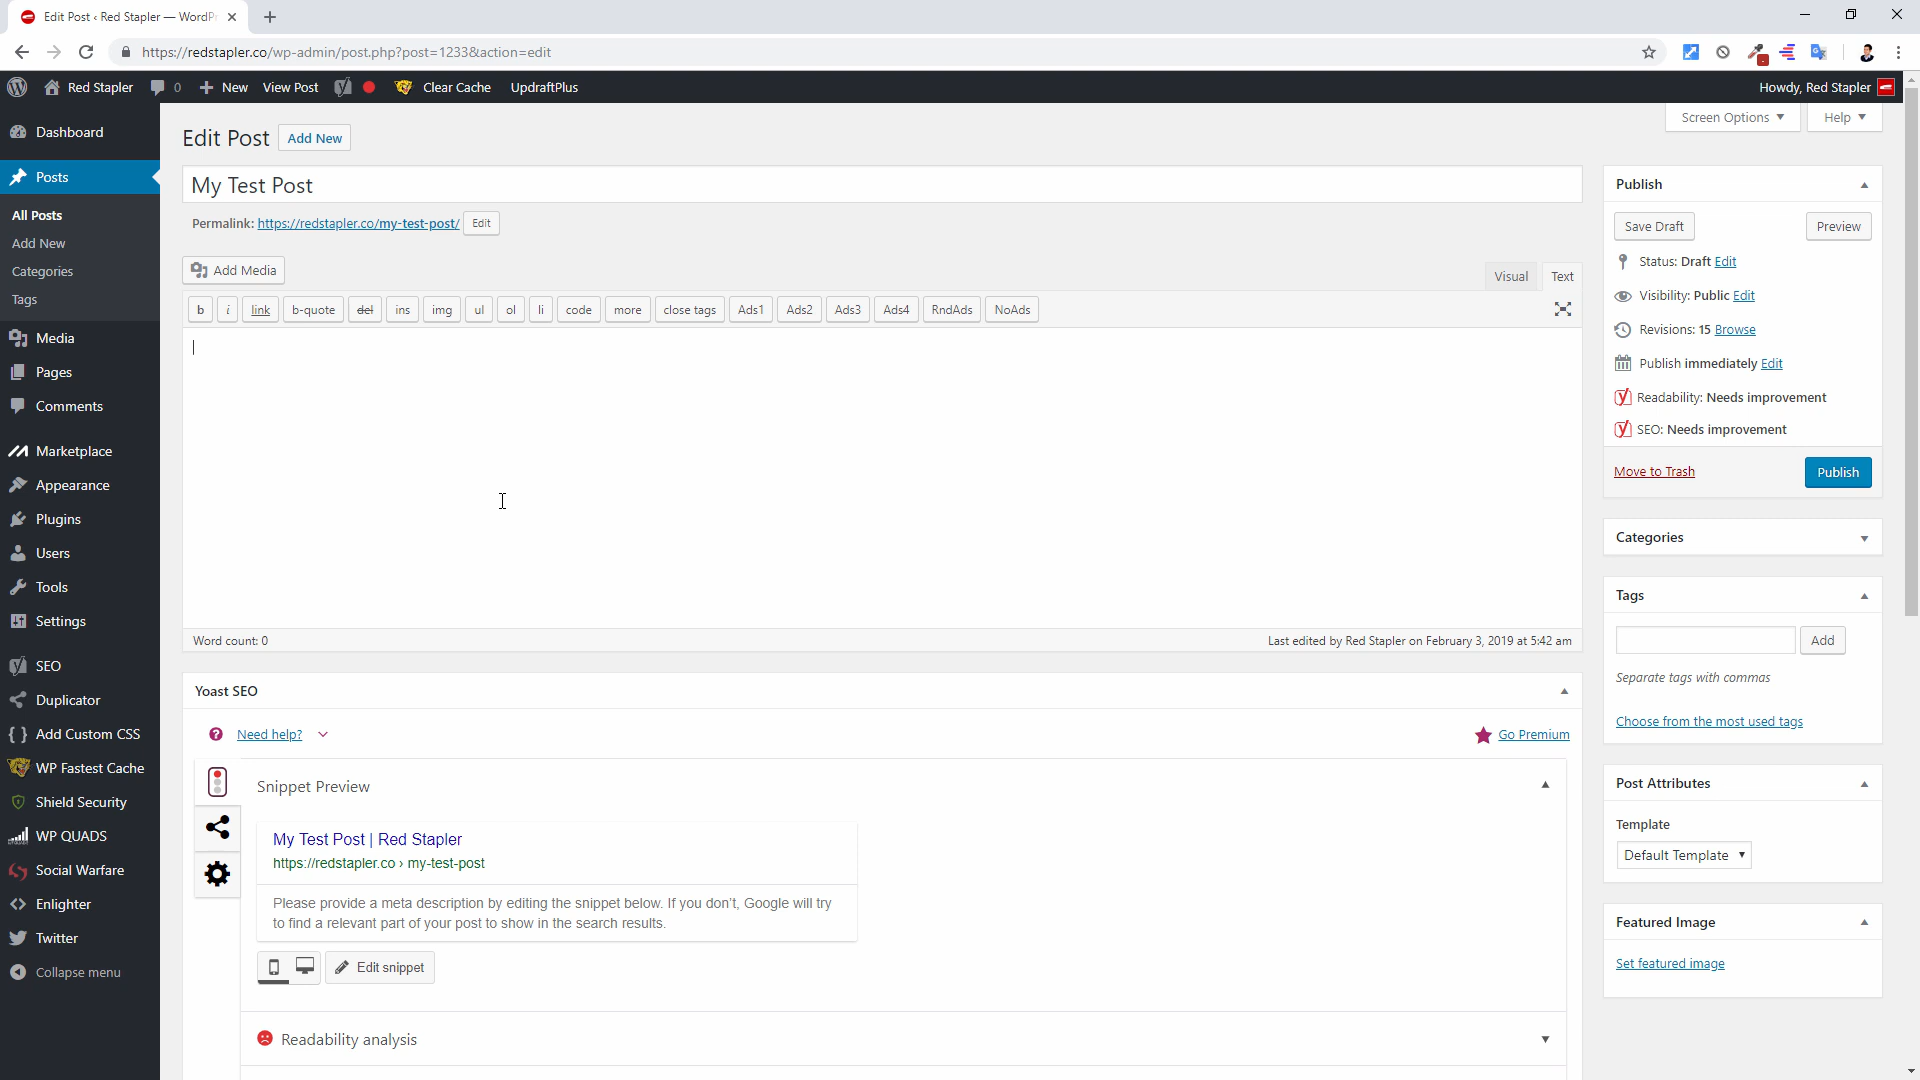 Edit Post ‹ Red Stapler — WordPr
https://redstapler.co/wp-admin/post.php?post=1233&action=edit
Red Stapler 0 New View Post Clear Cache UpdraftPlus Howdy, Red Stapler
Screen Options Help
Dashboard
Posts
All Posts
Add New
Categories
Tags
Media
Pages
Comments
Marketplace
Appearance
Plugins
Users
Tools
Settings
SEO
Duplicator
Add Custom CSS
WP Fastest Cache
Shield Security
WP QUADS
Social Warfare
Enlighter
Twitter
Collapse menu
Edit Post Add New
My Test Post
Permalink: https://redstapler.co/my-test-post/ Edit
Add Media Visual Text
b i link b-quote del ins img ul ol li code more close tags Ads1 Ads2 Ads3 Ads4 RndAds NoAds
Word count: 0 Last edited by Red Stapler on February 3, 2019 at 5:42 am
Yoast SEO
Need help? Go Premium
Snippet Preview
My Test Post | Red Stapler
https://redstapler.co › my-test-post
Please provide a meta description by editing the snippet below. If you don't, Google will try
to find a relevant part of your post to show in the search results.
Edit snippet
Readability analysis
Publish
Save Draft Preview
Status: Draft Edit
Visibility: Public Edit
Revisions: 15 Browse
Publish immediately Edit
Readability: Needs improvement
SEO: Needs improvement
Move to Trash Publish
Categories
Tags
Add
Separate tags with commas
Choose from the most used tags
Post Attributes
Template
Default Template
Featured Image
Set featured image